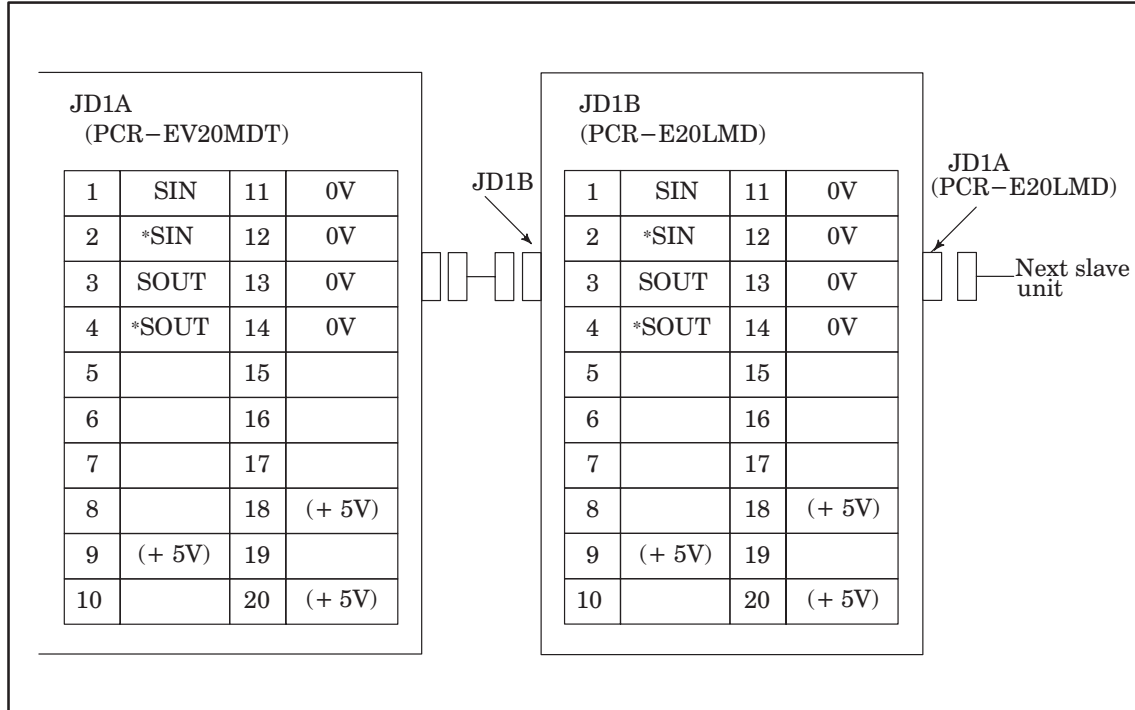 JD1A
(PCR-EV20MDT)
1 SIN 11 0V
2 *SIN 12 0V
3 SOUT 13 0V
4 *SOUT 14 0V
5 15
6 16
7 17
8 18 (+ 5V)
9 (+ 5V) 19
10 20 (+ 5V)
JD1B
JD1B
(PCR-E20LMD)
1 SIN 11 0V
2 *SIN 12 0V
3 SOUT 13 0V
4 *SOUT 14 0V
5 15
6 16
7 17
8 18 (+ 5V)
9 (+ 5V) 19
10 20 (+ 5V)
JD1A
(PCR-E20LMD)
Next slave
unit